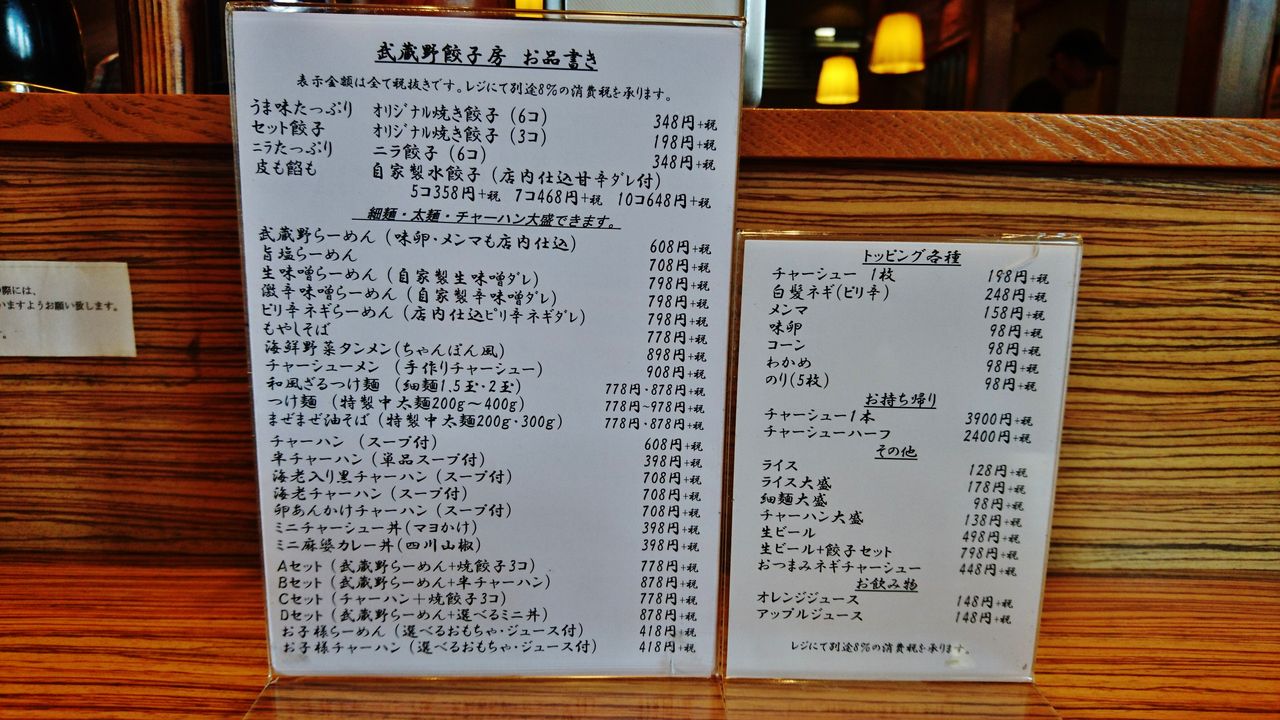 武蔵野餃子房 お品書き
表示金額は全て税抜きです。レジにて別途8%の消費税を承ります。
うま味たっぷり オリジナル焼き餃子(6コ) 348円+税
セット餃子 オリジナル焼き餃子(3コ) 198円+税
ニラたっぷり ニラ餃子(6コ) 348円+税
皮も餡も 自家製水餃子(店内仕込甘辛ダレ付)
5コ358円+税 7コ468円+税 10コ648円+税
細麺・太麺・チャーハン大盛できます。
武蔵野らーめん(味卵・メンマも店内仕込) 608円+税
旨塩らーめん 708円+税
生味噌らーめん(自家製生味噌ダレ) 798円+税
激辛味噌らーめん(自家製辛味噌ダレ) 798円+税
ピリ辛ネギらーめん(店内仕込ピリ辛ネギダレ) 798円+税
もやしそば 778円+税
海鮮野菜タンメン(ちゃんぽん風) 898円+税
チャーシューメン(手作りチャーシュー) 908円+税
和風ざるつけ麺(細麺1.5玉・2玉) 778円・878円+税
つけ麺(特製中太麺200g〜400g) 778円〜978円+税
まぜまぜ油そば(特製中太麺200g・300g) 778円・878円+税
チャーハン(スープ付) 608円+税
半チャーハン(単品スープ付) 398円+税
海老入り黒チャーハン(スープ付) 708円+税
海老チャーハン(スープ付) 708円+税
卵あんかけチャーハン(スープ付) 708円+税
ミニチャーシュー丼(マヨかけ) 398円+税
ミニ麻婆カレー丼(四川山椒) 398円+税
Aセット(武蔵野らーめん+焼餃子3コ) 778円+税
Bセット(武蔵野らーめん+半チャーハン) 878円+税
Cセット(チャーハン+焼餃子3コ) 778円+税
Dセット(武蔵野らーめん+選べるミニ丼) 878円+税
お子様らーめん(選べるおもちゃ・ジュース付) 418円+税
お子様チャーハン(選べるおもちゃ・ジュース付) 418円+税
トッピング各種
チャーシュー 1枚 198円+税
白髪ネギ(ピリ辛) 248円+税
メンマ 158円+税
味卵 98円+税
コーン 98円+税
わかめ 98円+税
のり(5枚) 98円+税
お持ち帰り
チャーシュー1本 3900円+税
チャーシューハーフ 2400円+税
その他
ライス 128円+税
ライス大盛 178円+税
細麺大盛 98円+税
チャーハン大盛 138円+税
生ビール 498円+税
生ビール+餃子セット 798円+税
おつまみネギチャーシュー 448円+税
お飲み物
オレンジジュース 148円+税
アップルジュース 148円+税
レジにて別途8%の消費税を承ります。
際には、
いますようお願い致します。